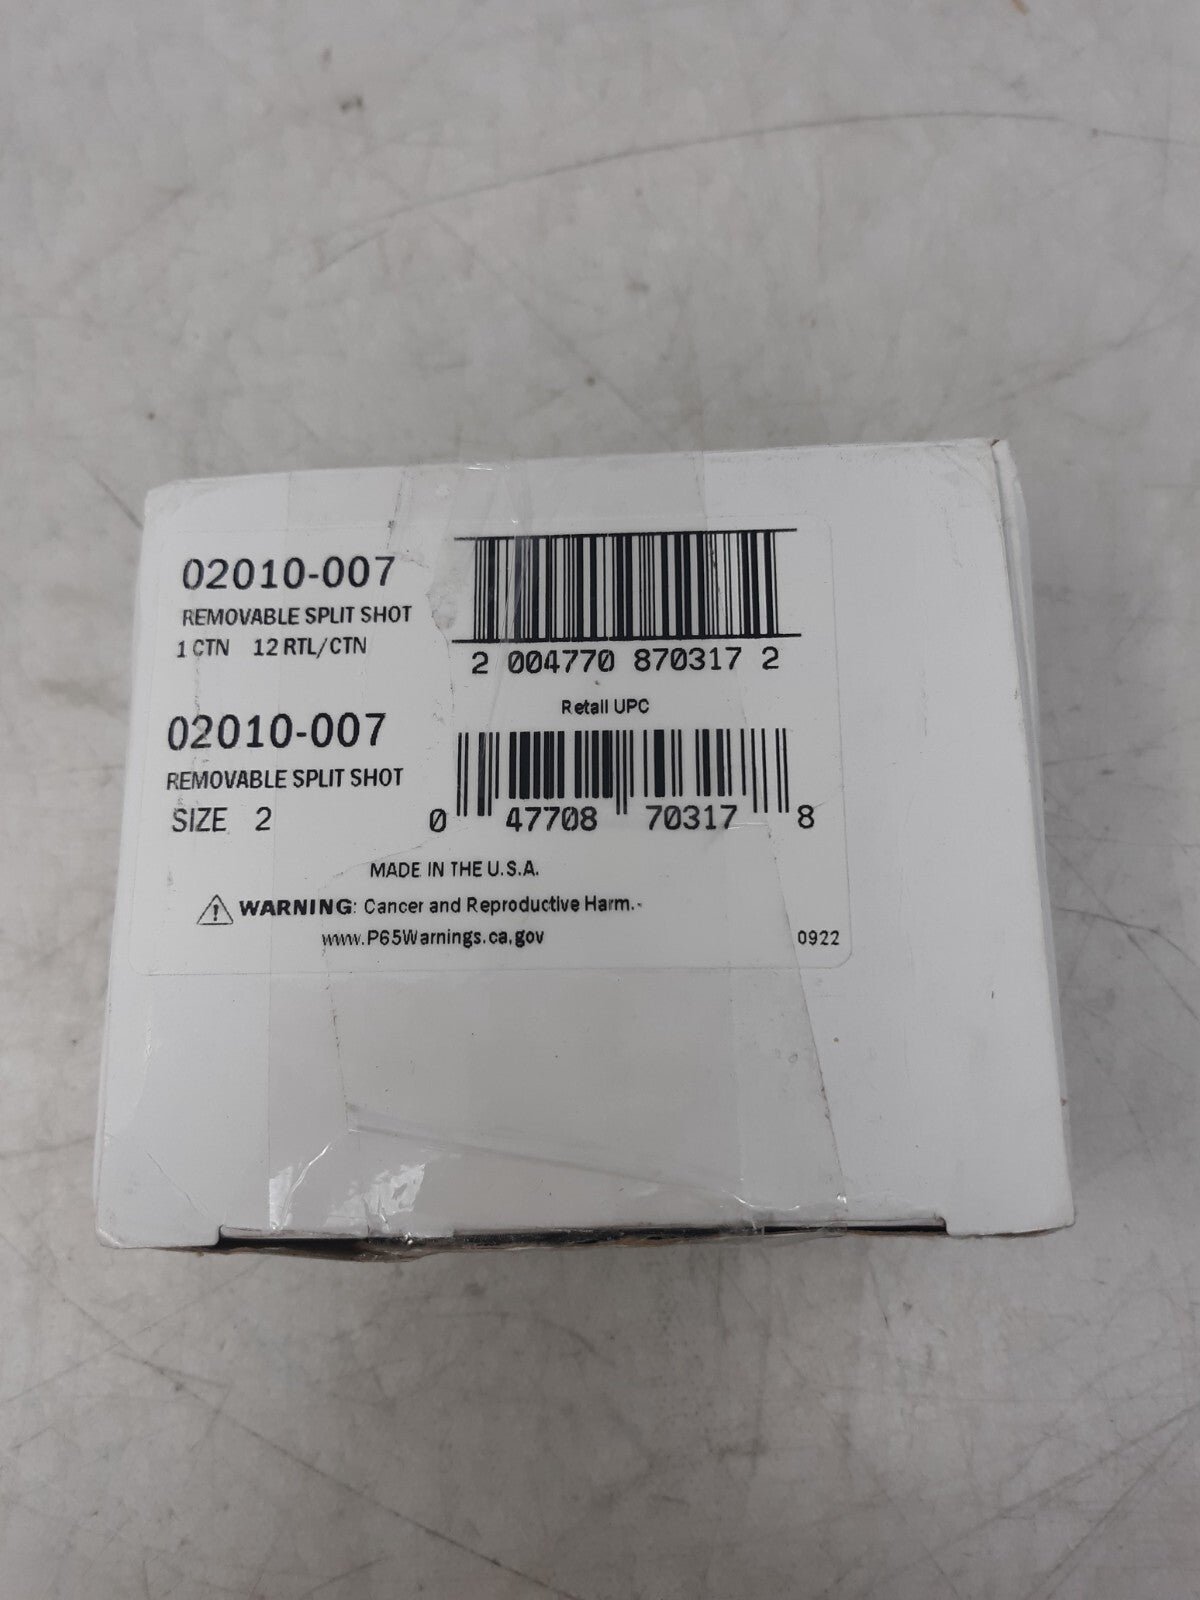 02010-007
REMOVABLE SPLIT SHOT
1 CTN 12 RTL/CTN
2 004770 870317 2
Retail UPC
02010-007
REMOVABLE SPLIT SHOT
SIZE 2
0 47708 70317 8
MADE IN THE U.S.A.
WARNING: Cancer and Reproductive Harm.-
www.P65Warnings.ca.gov
0922